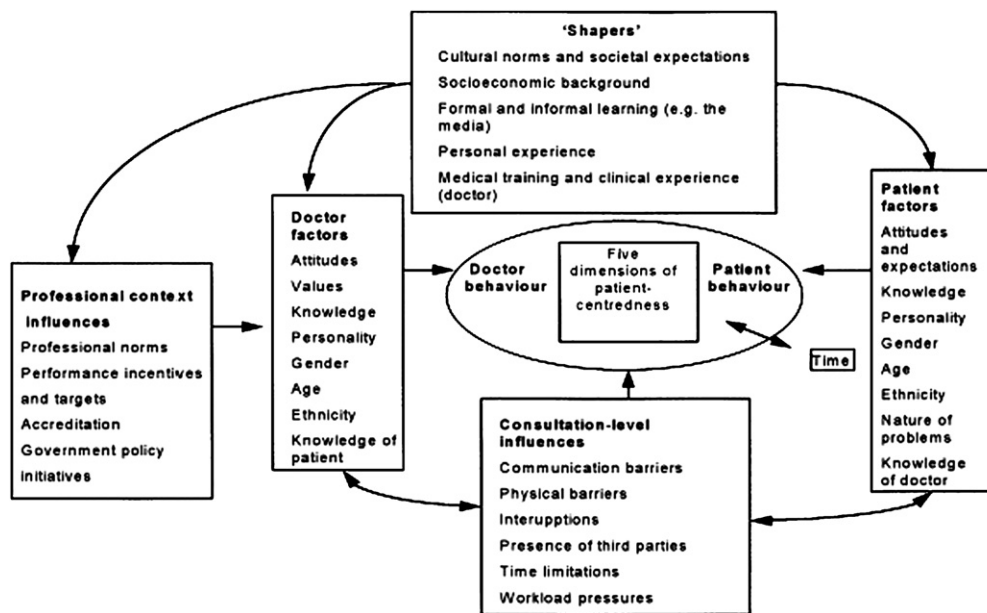 ‘Shapers’
Cultural norms and societal expectations
Socioeconomic background
Formal and informal learning (e.g. the
media)
Personal experience
Medical training and clinical experience
(doctor)
Professional context
influences
Professional norms
Performance incentives
and targets
Accreditation
Government policy
initiatives
Doctor
factors
Attitudes
Values
Knowledge
Personality
Gender
Age
Ethnicity
Knowledge of
patient
Doctor
behaviour
Five
dimensions of
patient-
centredness
Patient
behaviour
Time
Consultation-level
influences
Communication barriers
Physical barriers
Interupptions
Presence of third parties
Time limitations
Workload pressures
Patient
factors
Attitudes
and
expectations
Knowledge
Personality
Gender
Age
Ethnicity
Nature of
problems
Knowledge
of doctor